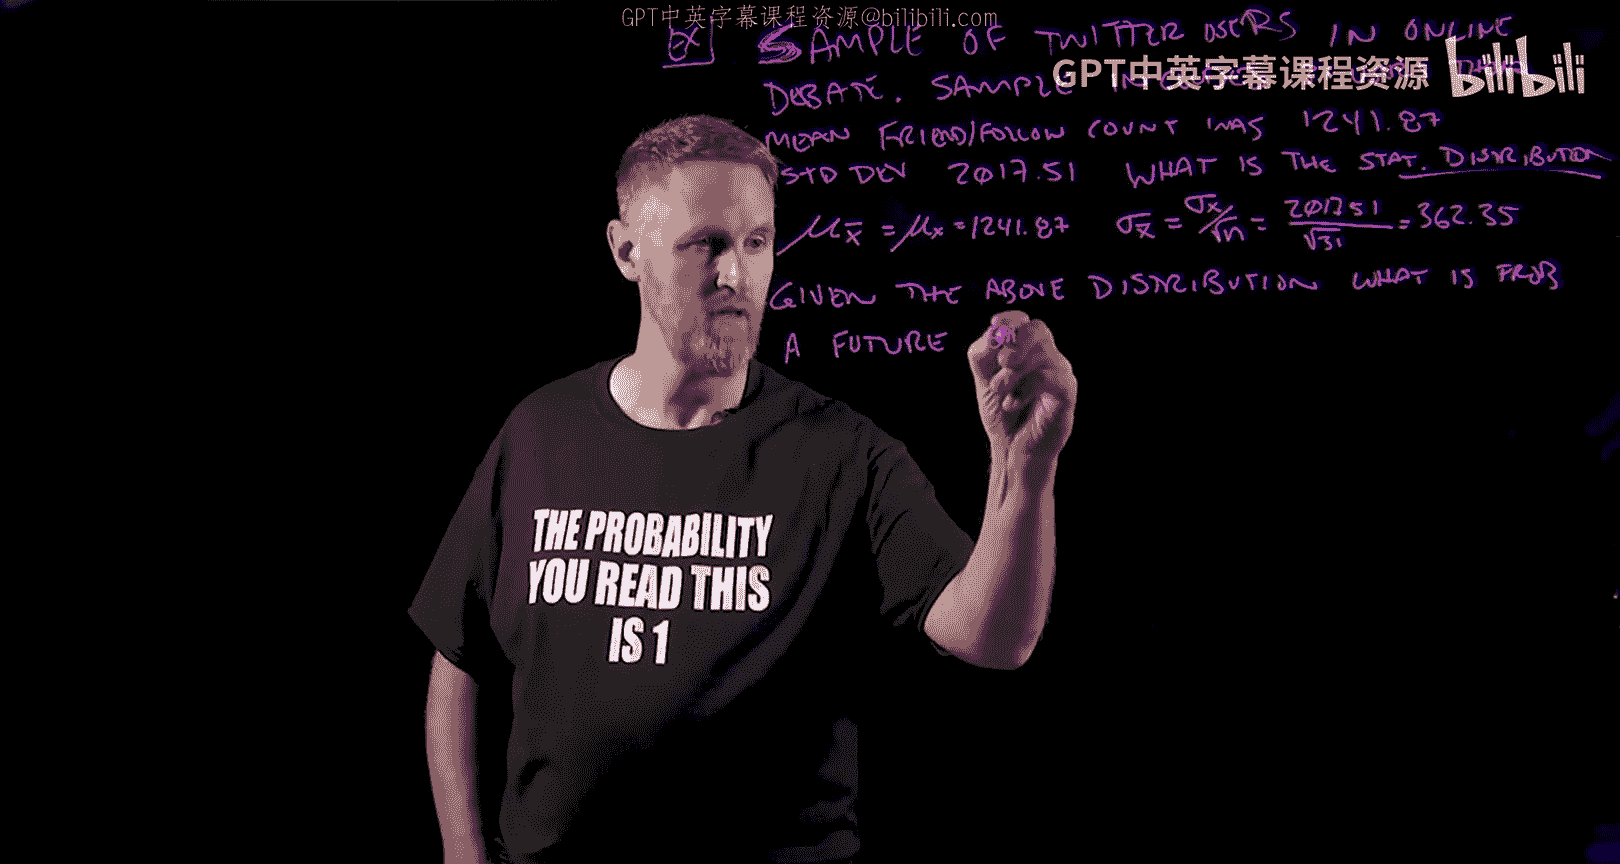 GPT中英字幕课程资源@bilibili.com
EX SAMPLE OF TWITTER USERS IN ONLINE
GPT中英字幕课程资源 bilibili
DEBATE. SAMPLE
MEAN FRIEND/FOLLOW COUNT WAS 1241.87
STD DEV 2017.51 WHAT IS THE STAT. DISTRIBUTION
μx̄ = μx = 1241.87 σx̄ = σx/√n = 2017.51/√31 = 362.35
GIVEN THE ABOVE DISTRIBUTION WHAT IS PROB
A FUTURE
THE PROBABILITY
YOU READ THIS
IS 1